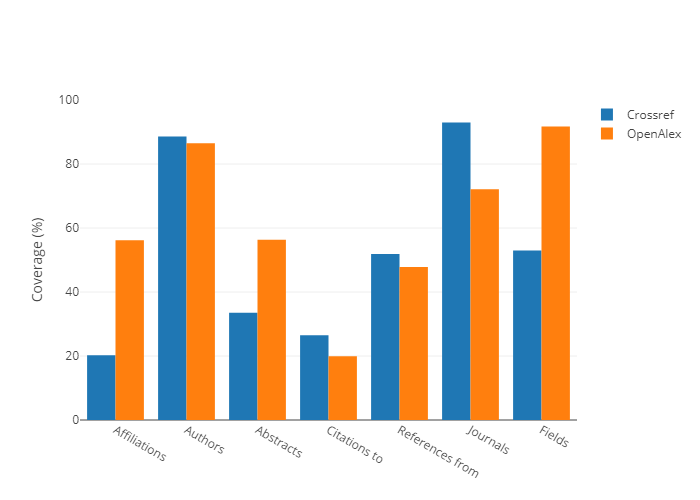 100
80
60
40
20
0
Coverage (%)
Affiliations
Authors
Abstracts
Citations to
References from
Journals
Fields
Crossref
OpenAlex